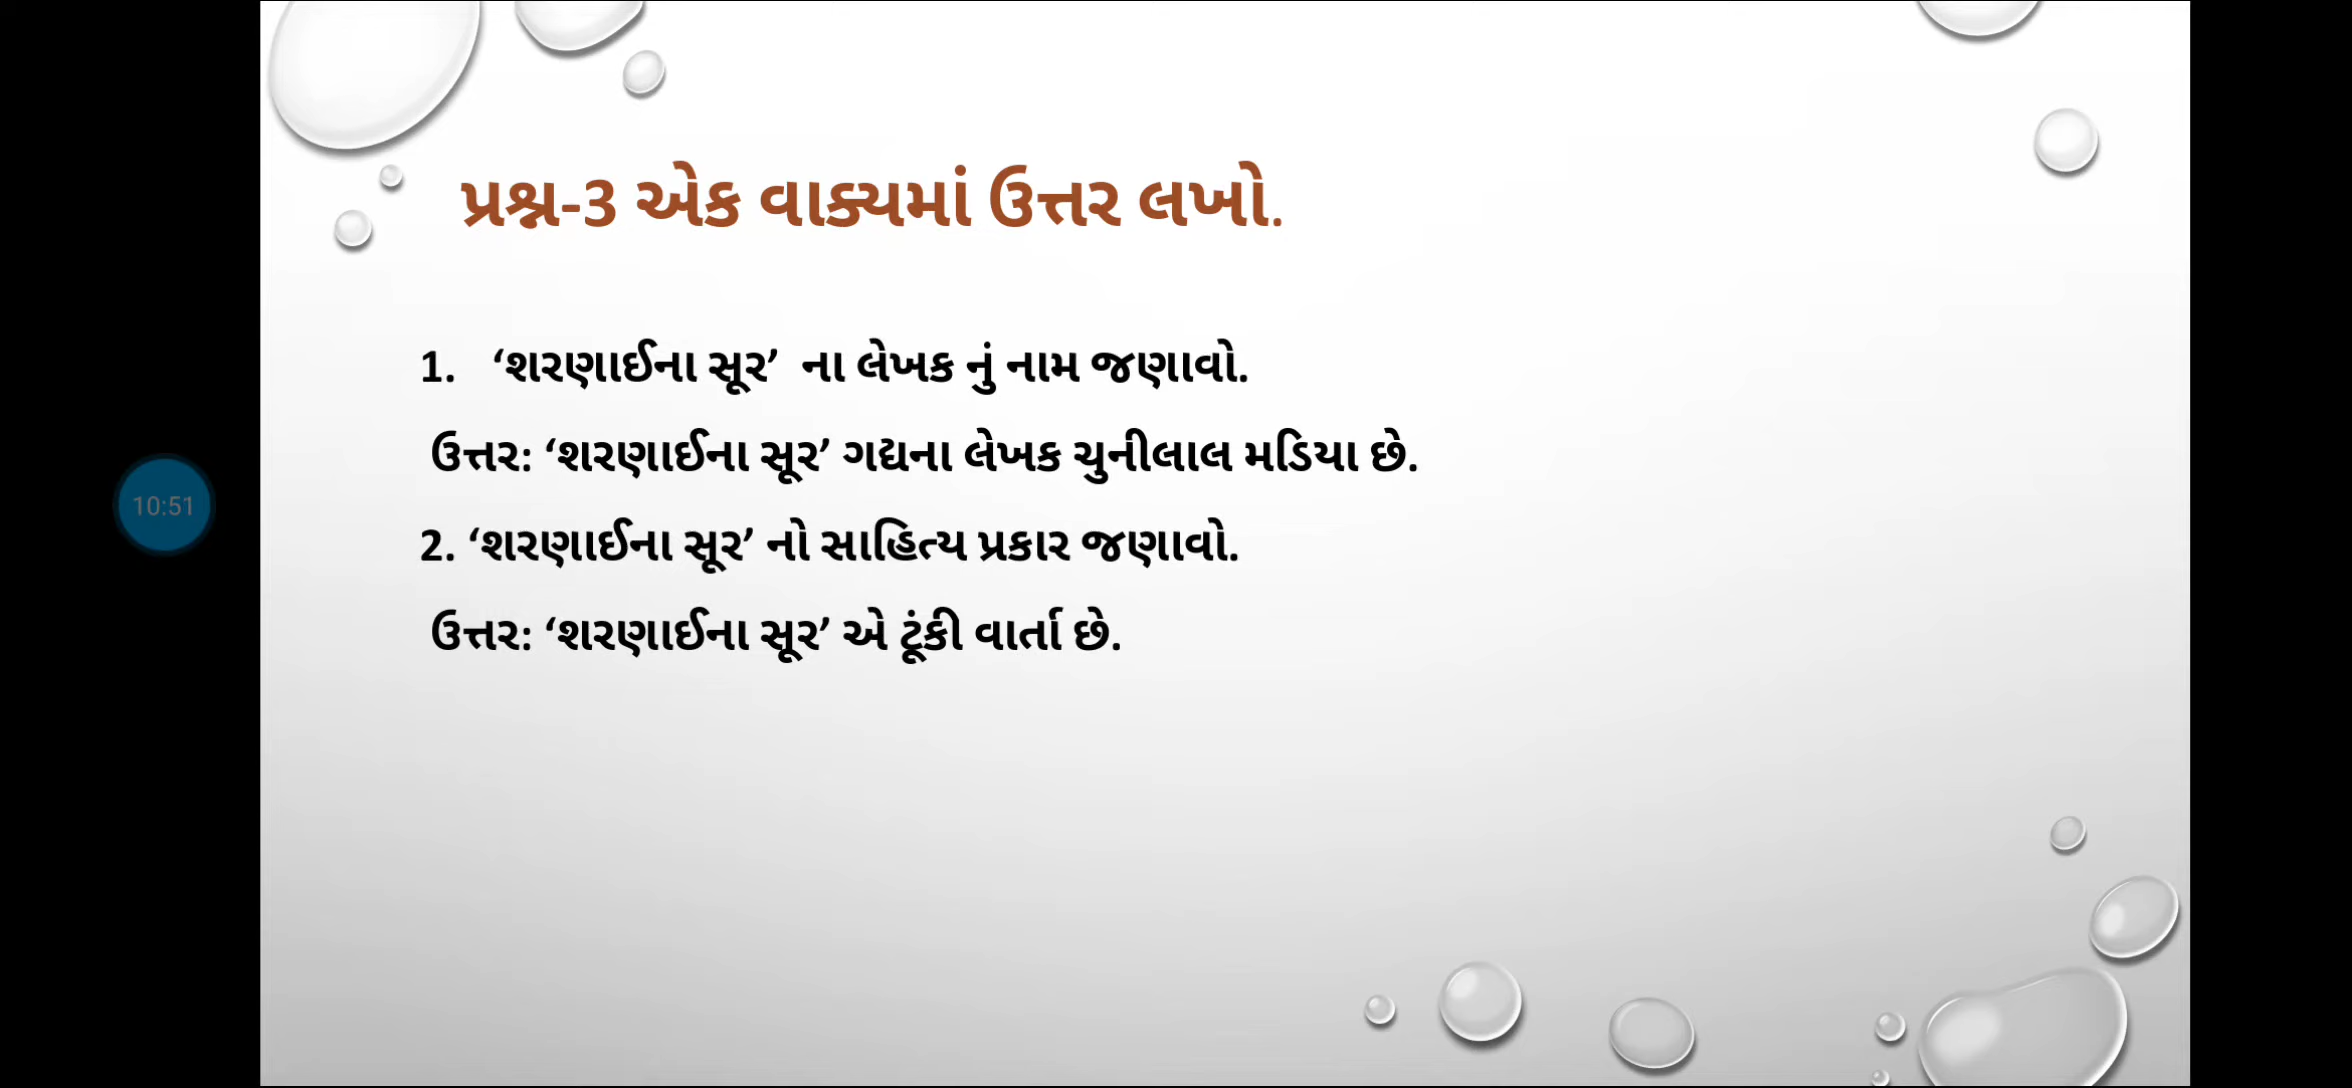 પ્રશ્ન-3 એક વાક્યમાં ઉત્તર લખો.
1. ‘શરણાઈના સૂર’ ના લેખક નું નામ જણાવો.
ઉત્તર: ‘શરણાઈના સૂર’ ગદ્યના લેખક ચુનીલાલ મડિયા છે.
10:51
2. ‘શરણાઈના સૂર’ નો સાહિત્ય પ્રકાર જણાવો.
ઉત્તર: ‘શરણાઈના સૂર’ એ ટૂંકી વાર્તા છે.